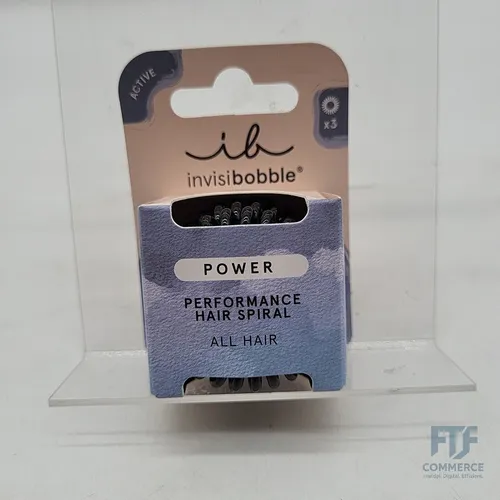 ACTIVE
x3
ib
invisibobble®
POWER
PERFORMANCE
HAIR SPIRAL
ALL HAIR
FTF
COMMERCE